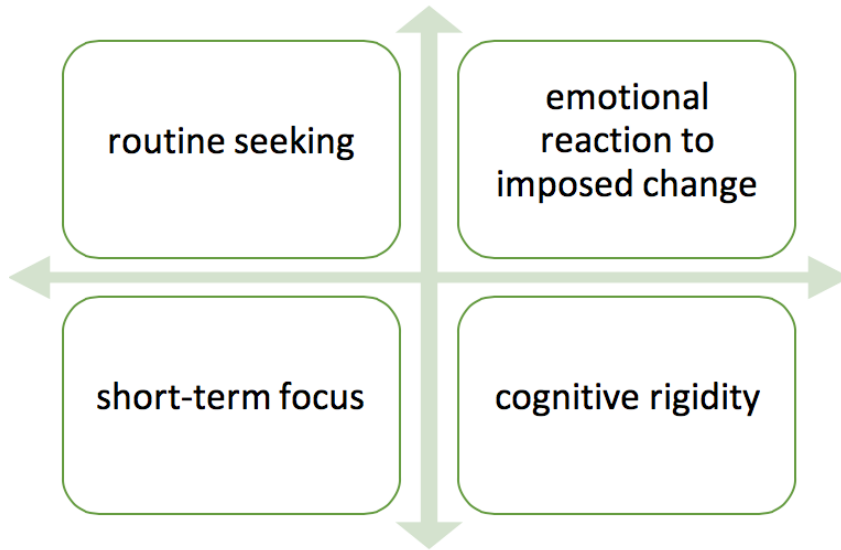 routine seeking
emotional
reaction to
imposed change
short-term focus
cognitive rigidity